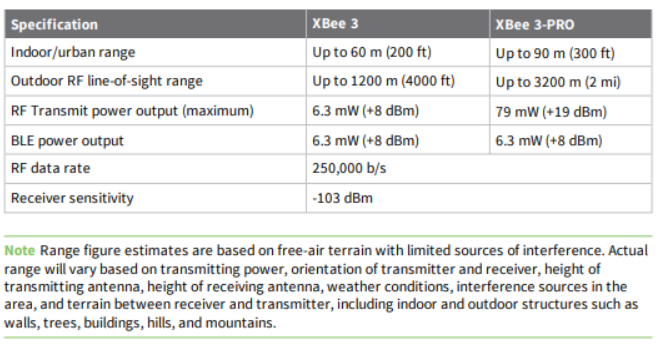 Specification XBee 3 XBee 3-PRO
Indoor/urban range Up to 60 m (200 ft) Up to 90 m (300 ft)
Outdoor RF line-of-sight range Up to 1200 m (4000 ft) Up to 3200 m (2 mi)
RF Transmit power output (maximum) 6.3 mW (+8 dBm) 79 mW (+19 dBm)
BLE power output 6.3 mW (+8 dBm) 6.3 mW (+8 dBm)
RF data rate 250,000 b/s
Receiver sensitivity -103 dBm
Note Range figure estimates are based on free-air terrain with limited sources of interference. Actual
range will vary based on transmitting power, orientation of transmitter and receiver, height of
transmitting antenna, height of receiving antenna, weather conditions, interference sources in the
area, and terrain between receiver and transmitter, including indoor and outdoor structures such as
walls, trees, buildings, hills, and mountains.